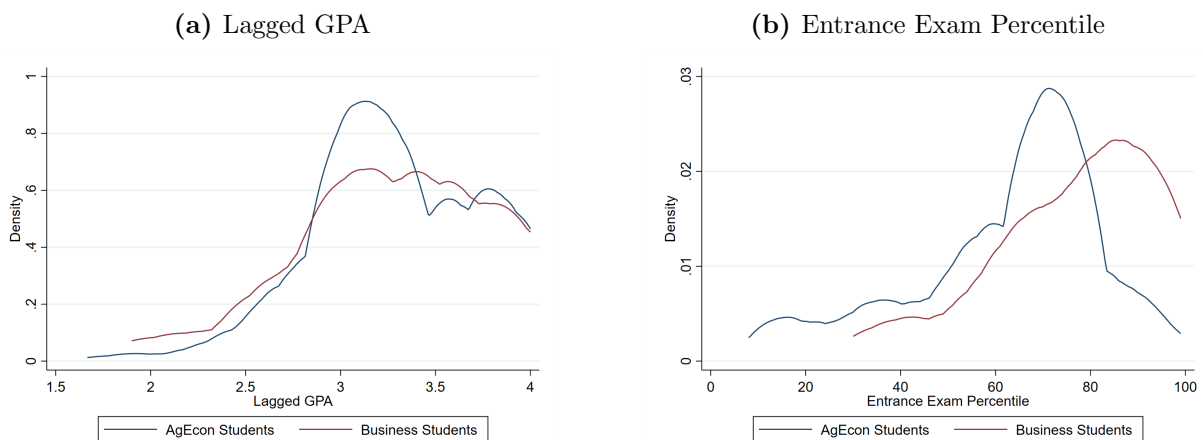 (a) Lagged GPA
(b) Entrance Exam Percentile
Density
1
.8
.6
.4
.2
0
1.5 2 2.5 3 3.5 4
Lagged GPA
AgEcon Students Business Students
Density
.03
.02
.01
0
0 20 40 60 80 100
Entrance Exam Percentile
AgEcon Students Business Students